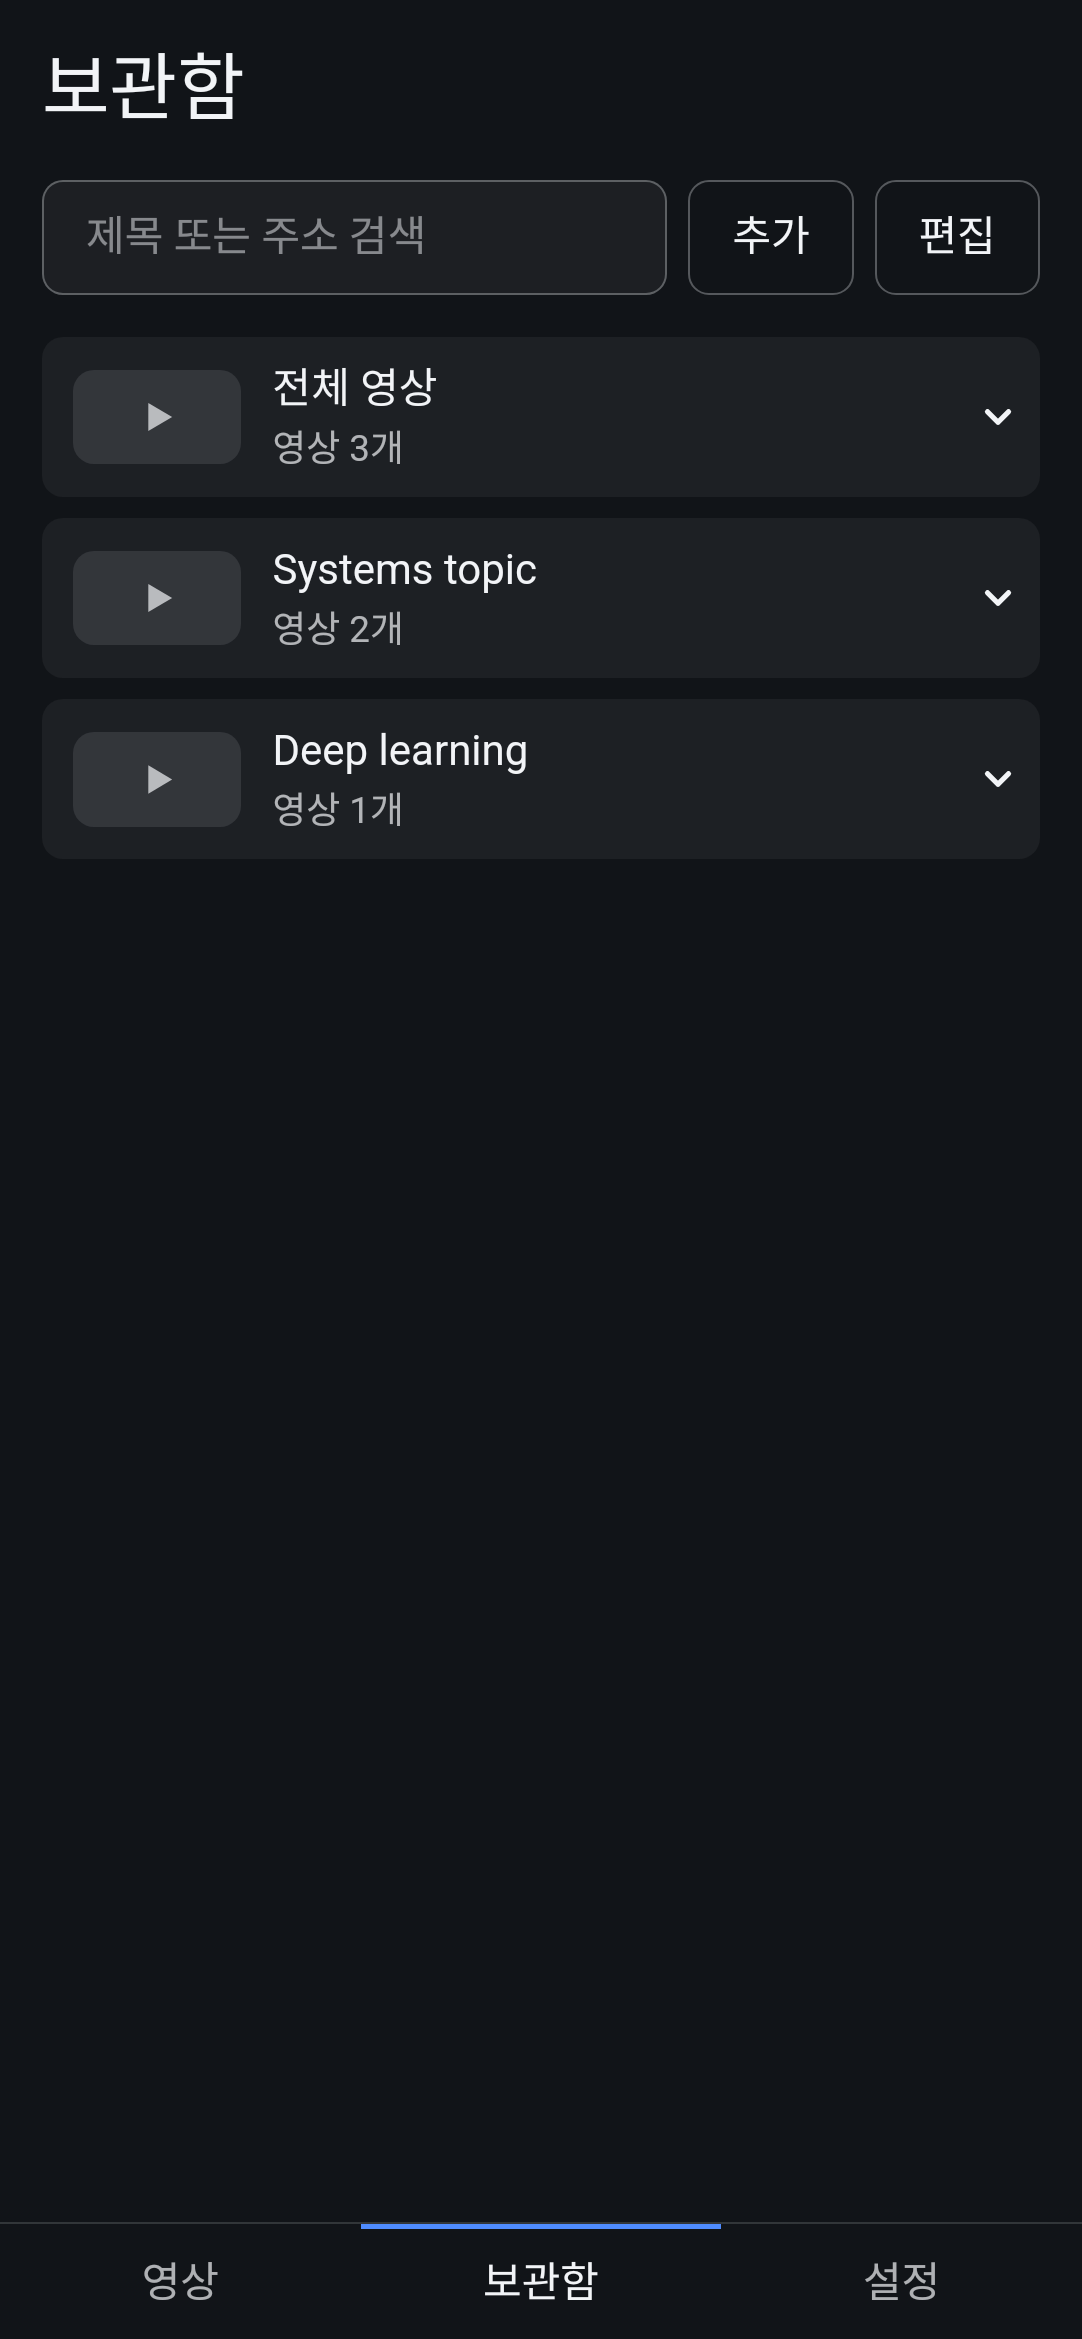 보관함
제목 또는 주소 검색
추가
편집
전체 영상
영상 3개
Systems topic
영상 2개
Deep learning
영상 1개
영상
보관함
설정